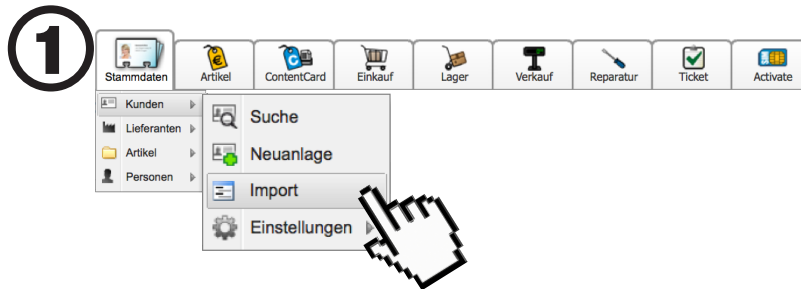 1
Stammdaten Artikel ContentCard Einkauf Lager Verkauf Reparatur Ticket Activate
Kunden
Lieferanten
Artikel
Personen
Suche
Neuanlage
Import
Einstellungen